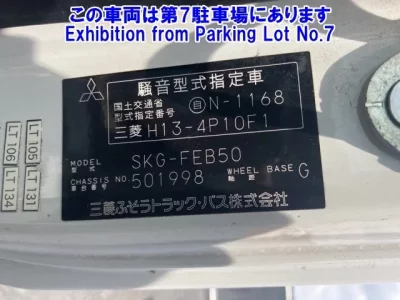 この車両は第7駐車場にあります
Exhibition from Parking Lot No.7
騒音型式指定車
国土交通省
型式指定番号
自N-1168
三菱 H13-4P10F1
MODEL
型式
SKG-FEB50
CHASSIS NO.
車台番号
501998
WHEEL BASE
軸距
G
三菱ふそうトラック・バス株式会社
LT106
LT105
LT134
LT131